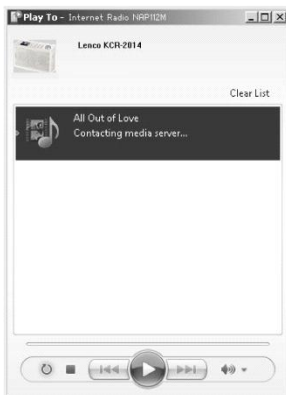 Play To - Internet Radio NAP112M
Lenco KCR-2014
Clear List
All Out of Love
Contacting media server...